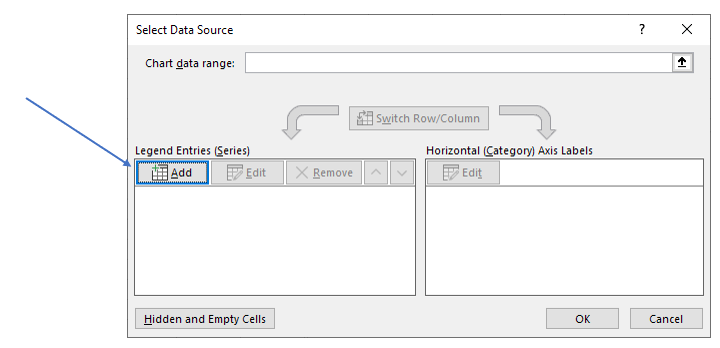 Select Data Source ? ×
Chart data range:
Switch Row/Column
Legend Entries (Series)
Add Edit Remove
Horizontal (Category) Axis Labels
Edit
Hidden and Empty Cells
OK Cancel